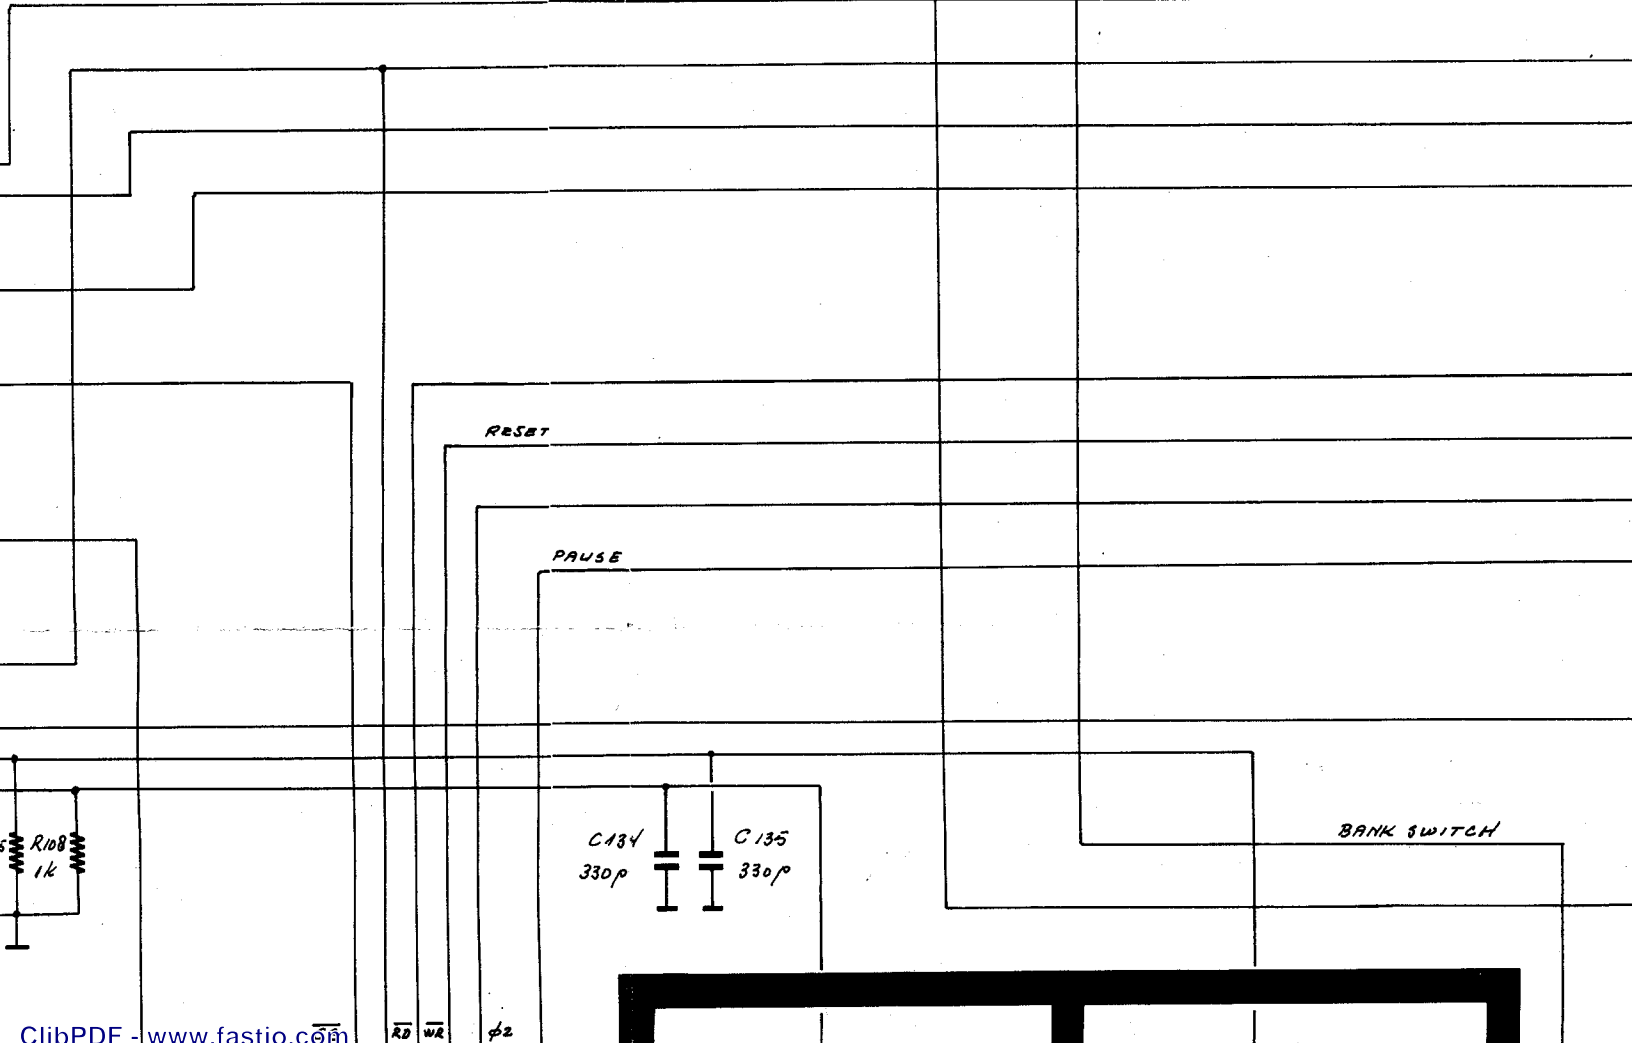 RESET
PAUSE
BANK SWITCH
R108
1K
C134
330p
C135
330p
RD WR φ2
ClibPDF - www.fastio.com